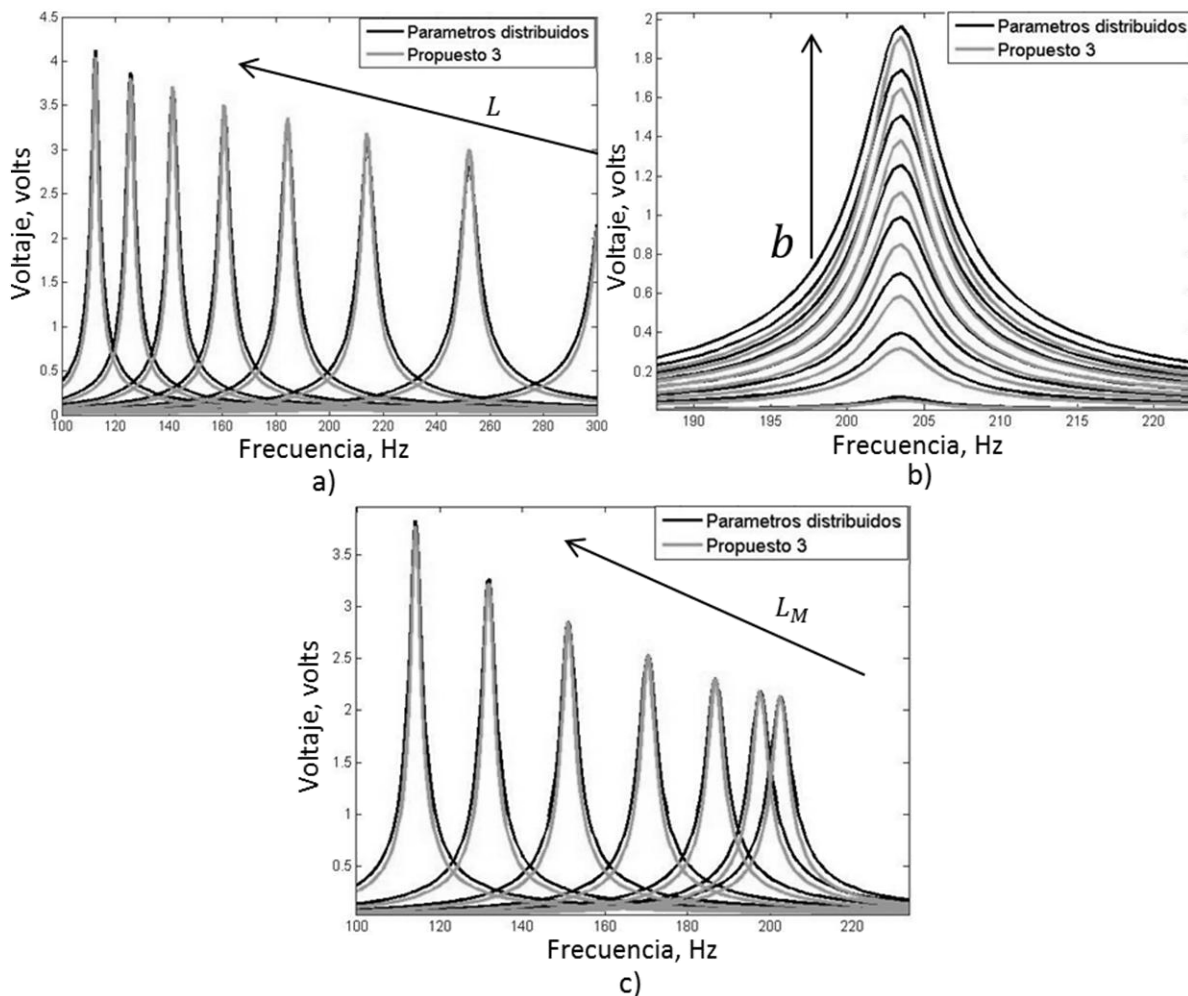 Parametros distribuidos
Propuesto 3
L
Voltaje, volts
4.5
4
3.5
3
2.5
2
1.5
1
0.5
0
100 120 140 160 180 200 220 240 260 280 300
Frecuencia, Hz
a)
Parametros distribuidos
Propuesto 3
b
Voltaje, volts
2
1.8
1.6
1.4
1.2
1
0.8
0.6
0.4
0.2
190 195 200 205 210 215 220
Frecuencia, Hz
b)
Parametros distribuidos
Propuesto 3
L_M
Voltaje, volts
3.5
3
2.5
2
1.5
1
0.5
100 120 140 160 180 200 220
Frecuencia, Hz
c)